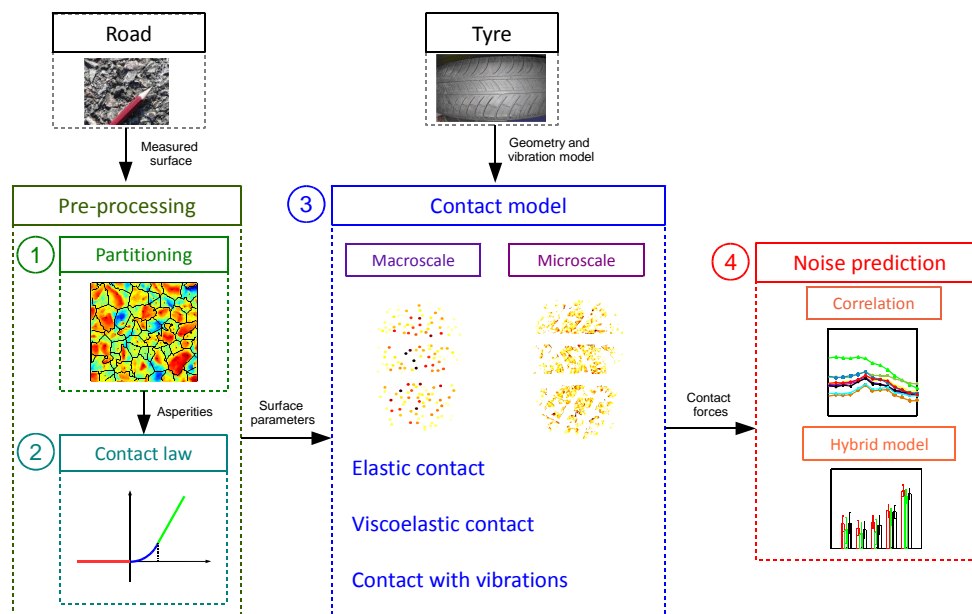 Road
Tyre
Measured
surface
Geometry and
vibration model
Pre-processing
3
Contact model
1
Partitioning
Macroscale
Microscale
4
Noise prediction
Correlation
Asperities
Surface
parameters
Contact
forces
2
Contact law
Hybrid model
Elastic contact
Viscoelastic contact
Contact with vibrations